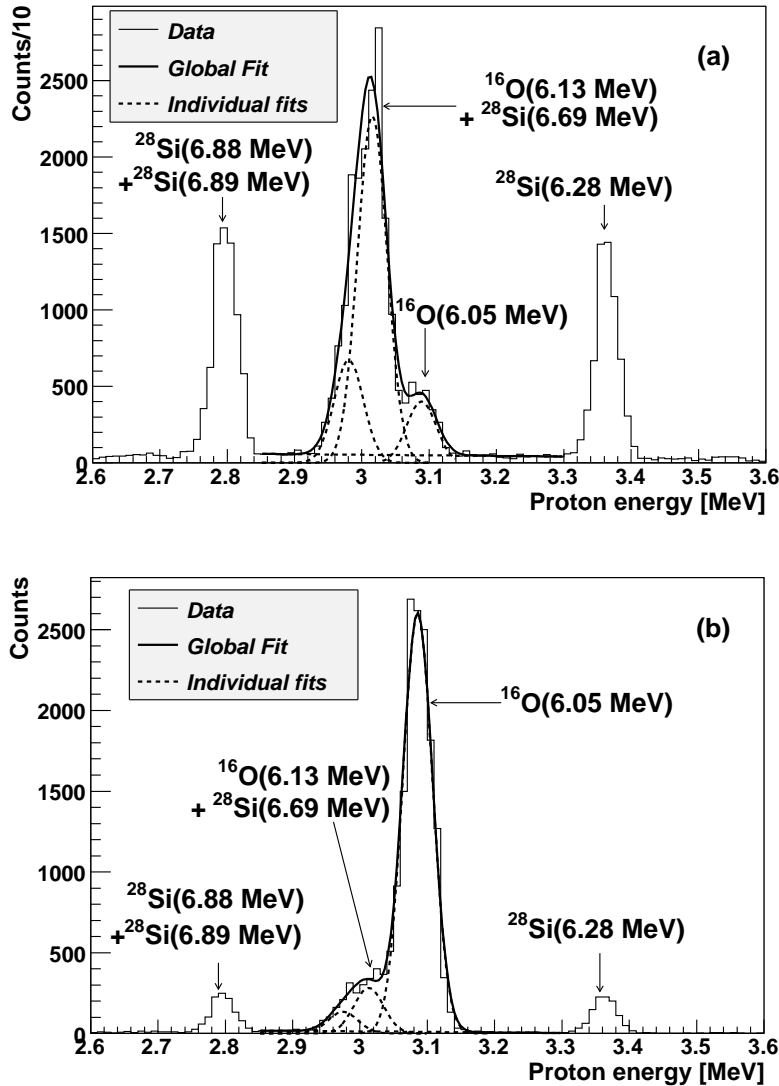 Counts/10
Data
Global Fit
Individual fits
(a)
¹⁶O(6.13 MeV)
+ ²⁸Si(6.69 MeV)
²⁸Si(6.88 MeV)
+²⁸Si(6.89 MeV)
²⁸Si(6.28 MeV)
¹⁶O(6.05 MeV)
2500
2000
1500
1000
500
0
2.6 2.7 2.8 2.9 3 3.1 3.2 3.3 3.4 3.5 3.6
Proton energy [MeV]
Counts
Data
Global Fit
Individual fits
(b)
¹⁶O(6.05 MeV)
¹⁶O(6.13 MeV)
+ ²⁸Si(6.69 MeV)
²⁸Si(6.88 MeV)
+²⁸Si(6.89 MeV)
²⁸Si(6.28 MeV)
2500
2000
1500
1000
500
0
2.6 2.7 2.8 2.9 3 3.1 3.2 3.3 3.4 3.5 3.6
Proton energy [MeV]